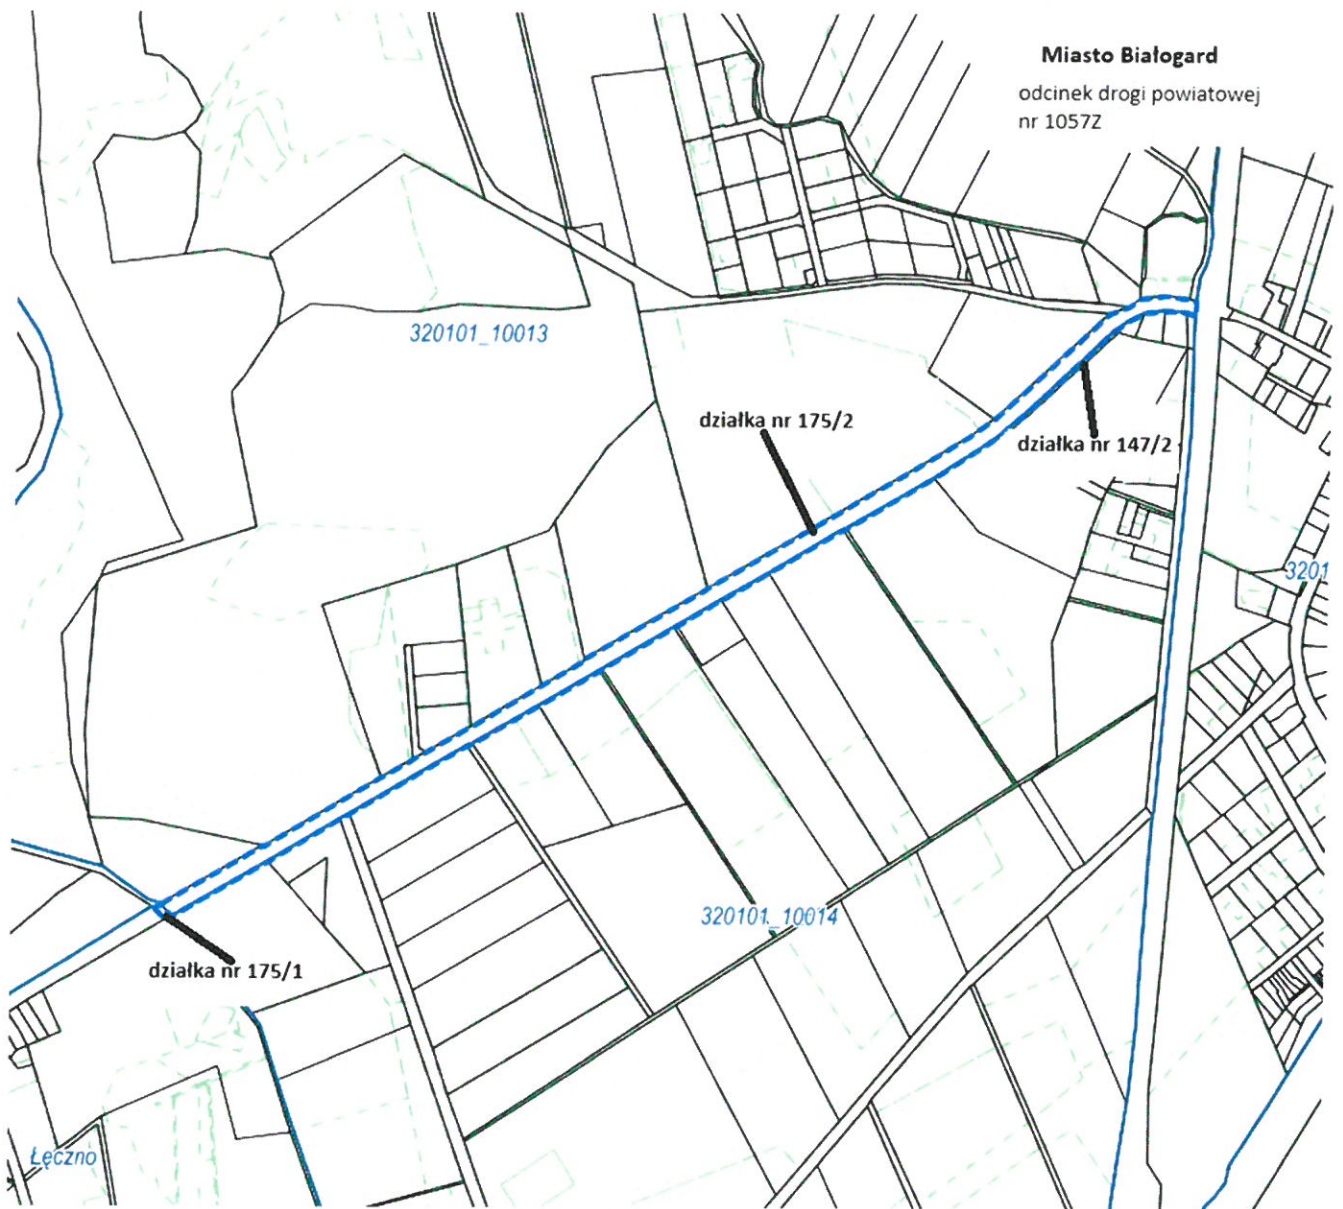 Miasto Białogard
odcinek drogi powiatowej
nr 1057Z
320101_10013
działka nr 175/2
działka nr 147/2
3201
320101_10014
działka nr 175/1
Łęczno